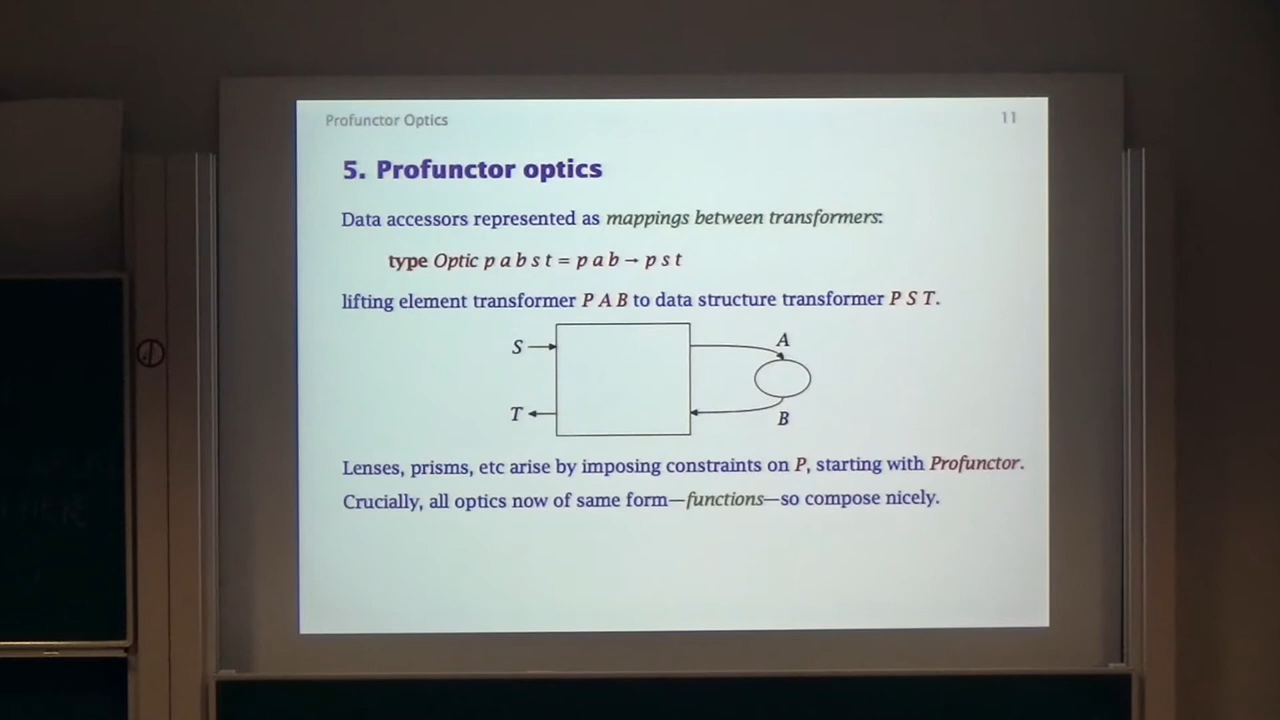 Profunctor Optics 11
5. Profunctor optics
Data accessors represented as mappings between transformers:
type Optic p a b s t = p a b → p s t
lifting element transformer P A B to data structure transformer P S T.
S A
T B
Lenses, prisms, etc arise by imposing constraints on P, starting with Profunctor.
Crucially, all optics now of same form—functions—so compose nicely.